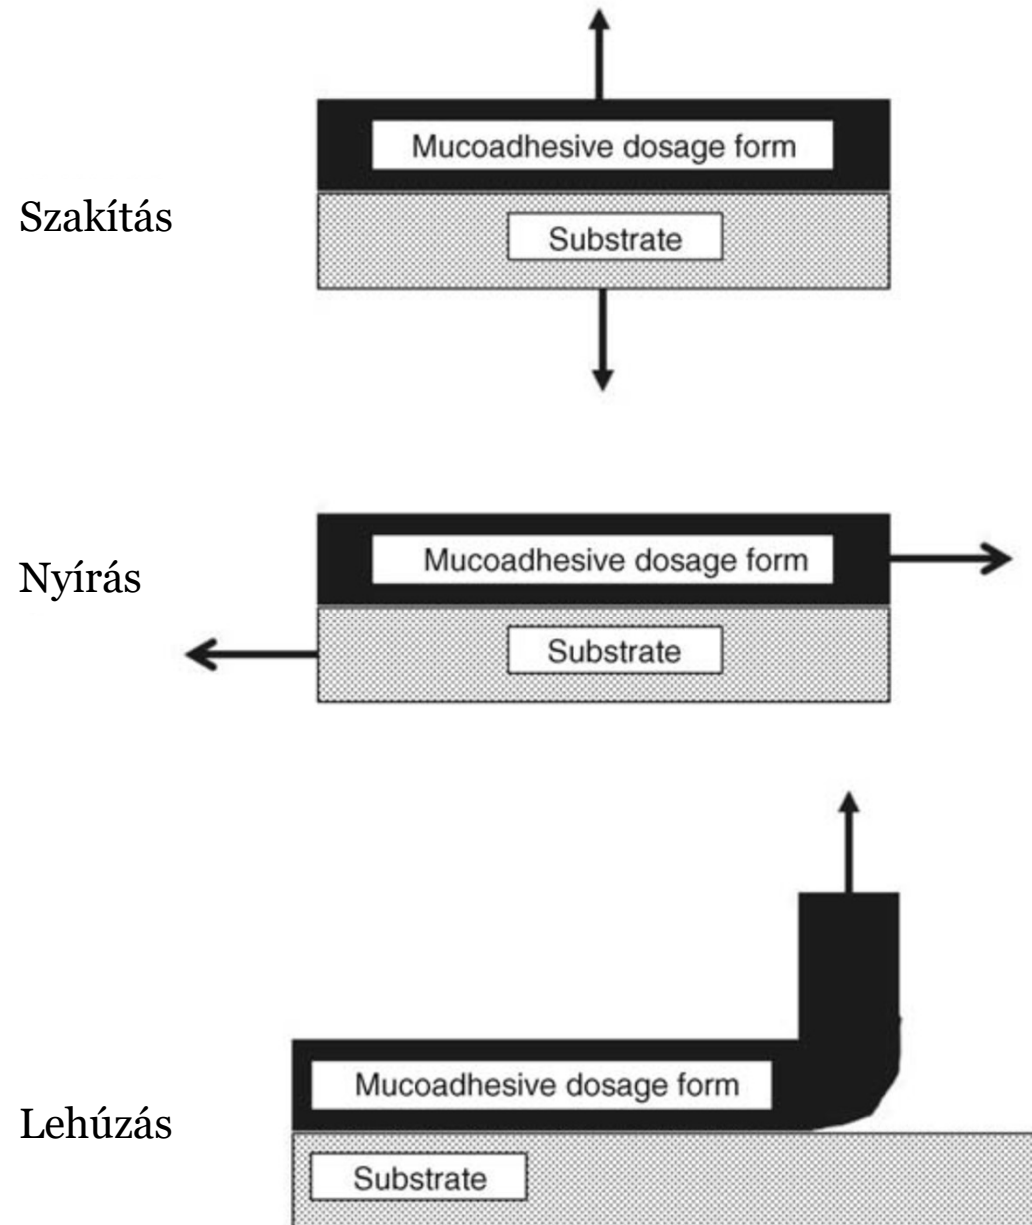 Mucoadhesive dosage form
Szakítás
Substrate
Mucoadhesive dosage form
Nyírás
Substrate
Mucoadhesive dosage form
Lehúzás
Substrate